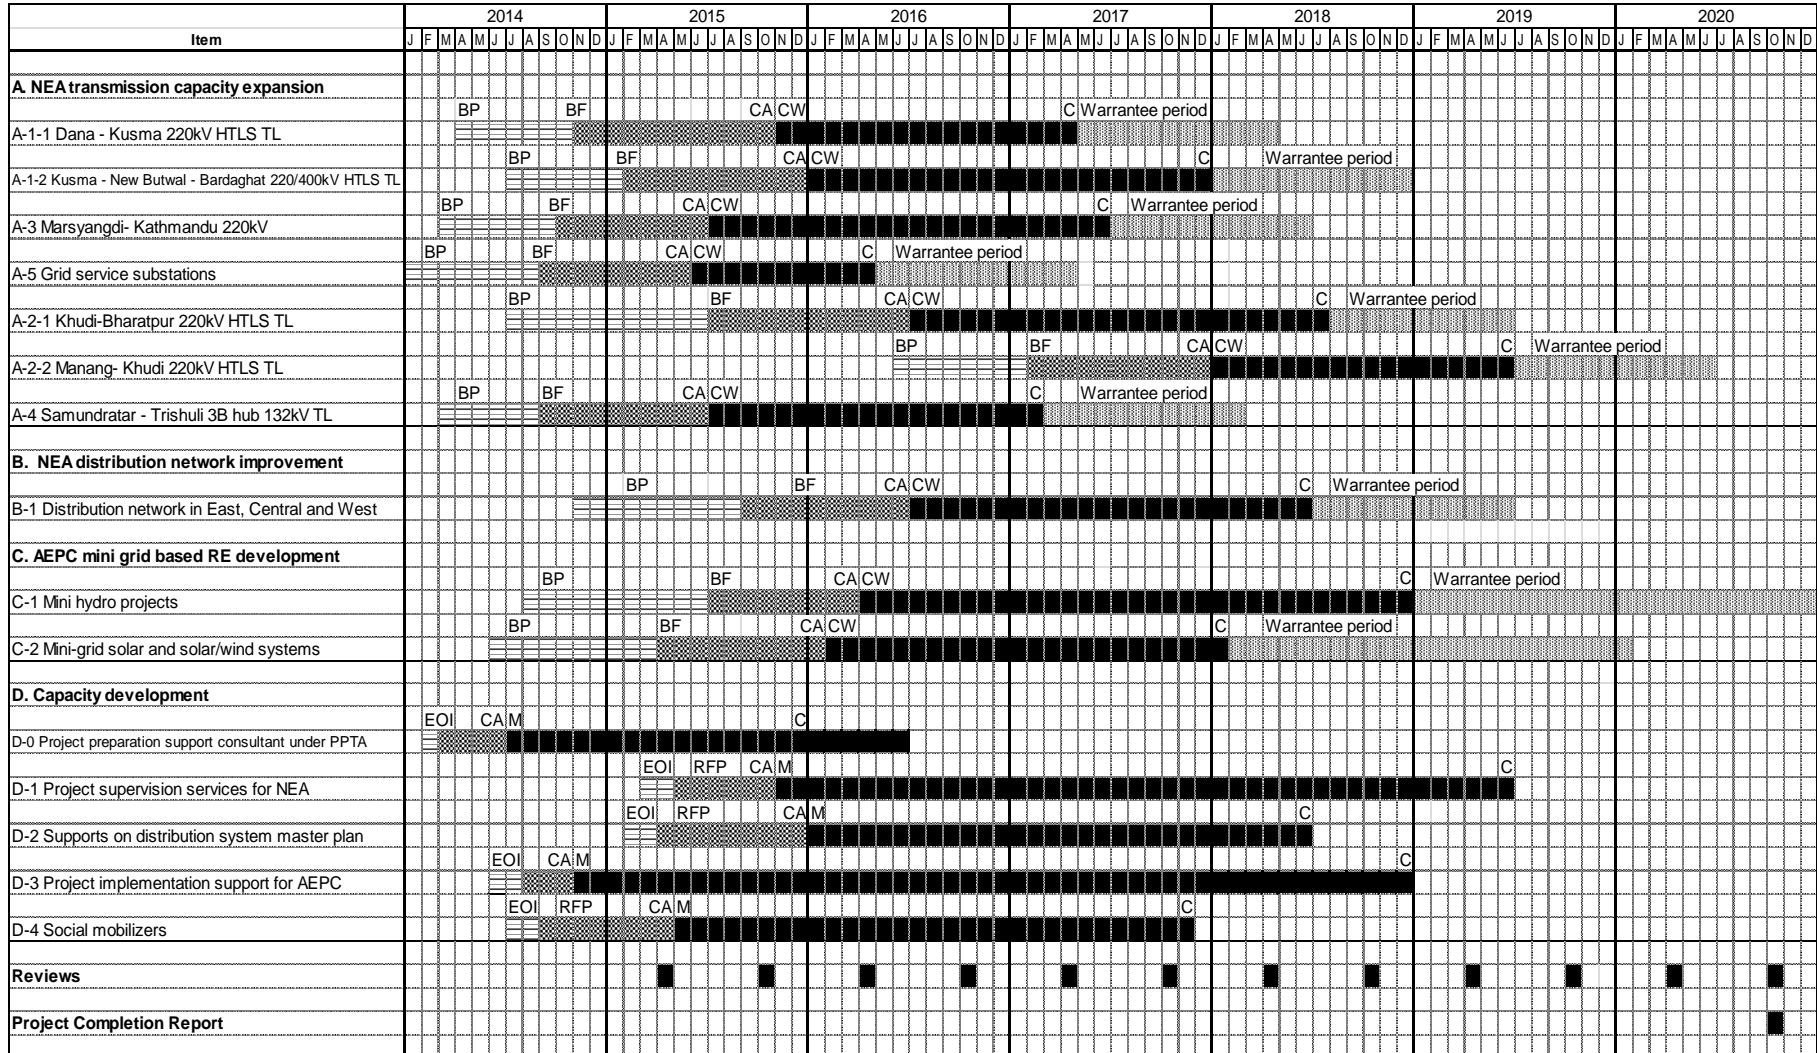 2014 2015 2016 2017 2018 2019 2020
Item J F M A M J J A S O N D J F M A M J J A S O N D J F M A M J J A S O N D J F M A M J J A S O N D J F M A M J J A S O N D J F M A M J J A S O N D J F M A M J J A S O N D
A. NEA transmission capacity expansion
BP BF CA CW C Warrantee period
A-1-1 Dana - Kusma 220kV HTLS TL
BP BF CA CW C Warrantee period
A-1-2 Kusma - New Butwal - Bardaghat 220/400kV HTLS TL
BP BF CA CW C Warrantee period
A-3 Marsyangdi- Kathmandu 220kV
BP BF CA CW C Warrantee period
A-5 Grid service substations
BP BF CA CW C Warrantee period
A-2-1 Khudi-Bharatpur 220kV HTLS TL
BP BF CA CW C Warrantee period
A-2-2 Manang- Khudi 220kV HTLS TL
BP BF CA CW C Warrantee period
A-4 Samundratar - Trishuli 3B hub 132kV TL
B. NEA distribution network improvement
BP BF CA CW C Warrantee period
B-1 Distribution network in East, Central and West
C. AEPC mini grid based RE development
BP BF CA CW C Warrantee period
C-1 Mini hydro projects
BP BF CA CW C Warrantee period
C-2 Mini-grid solar and solar/wind systems
D. Capacity development
EOI CA M C
D-0 Project preparation support consultant under PPTA
EOI RFP CA M C
D-1 Project supervision services for NEA
EOI RFP CA M C
D-2 Supports on distribution system master plan
EOI CA M C
D-3 Project implementation support for AEPC
EOI RFP CA M C
D-4 Social mobilizers
Reviews
Project Completion Report